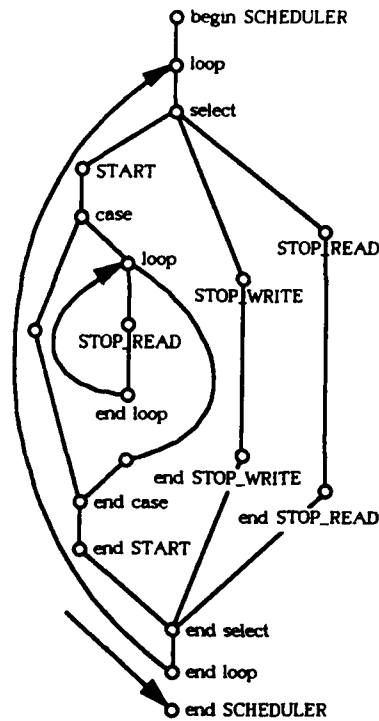 begin SCHEDULER
loop
select
START
case
STOP_READ
loop
STOP_WRITE
STOP_READ
end loop
end STOP_WRITE
end case
end STOP_READ
end START
end select
end loop
end SCHEDULER